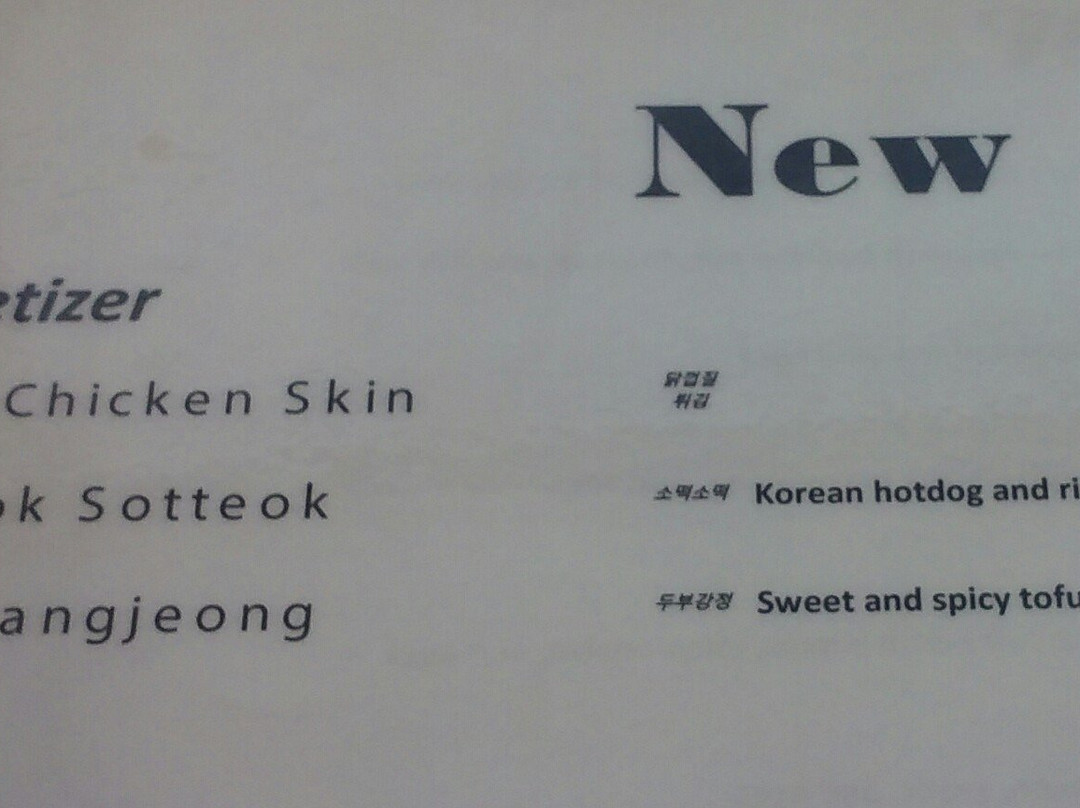 New
etizer
Chicken Skin 닭껍질
튀김
ok Sotteok 소떡소떡 Korean hotdog and ri
angjeong 두부강정 Sweet and spicy tofu